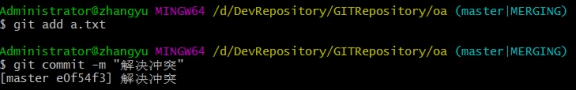 Administrator@zhangyu MINGW64 /d/DevRepository/GITRepository/oa (master|MERGING)
$ git add a.txt
Administrator@zhangyu MINGW64 /d/DevRepository/GITRepository/oa (master|MERGING)
$ git commit -m "解决冲突"
[master e0f54f3] 解决冲突